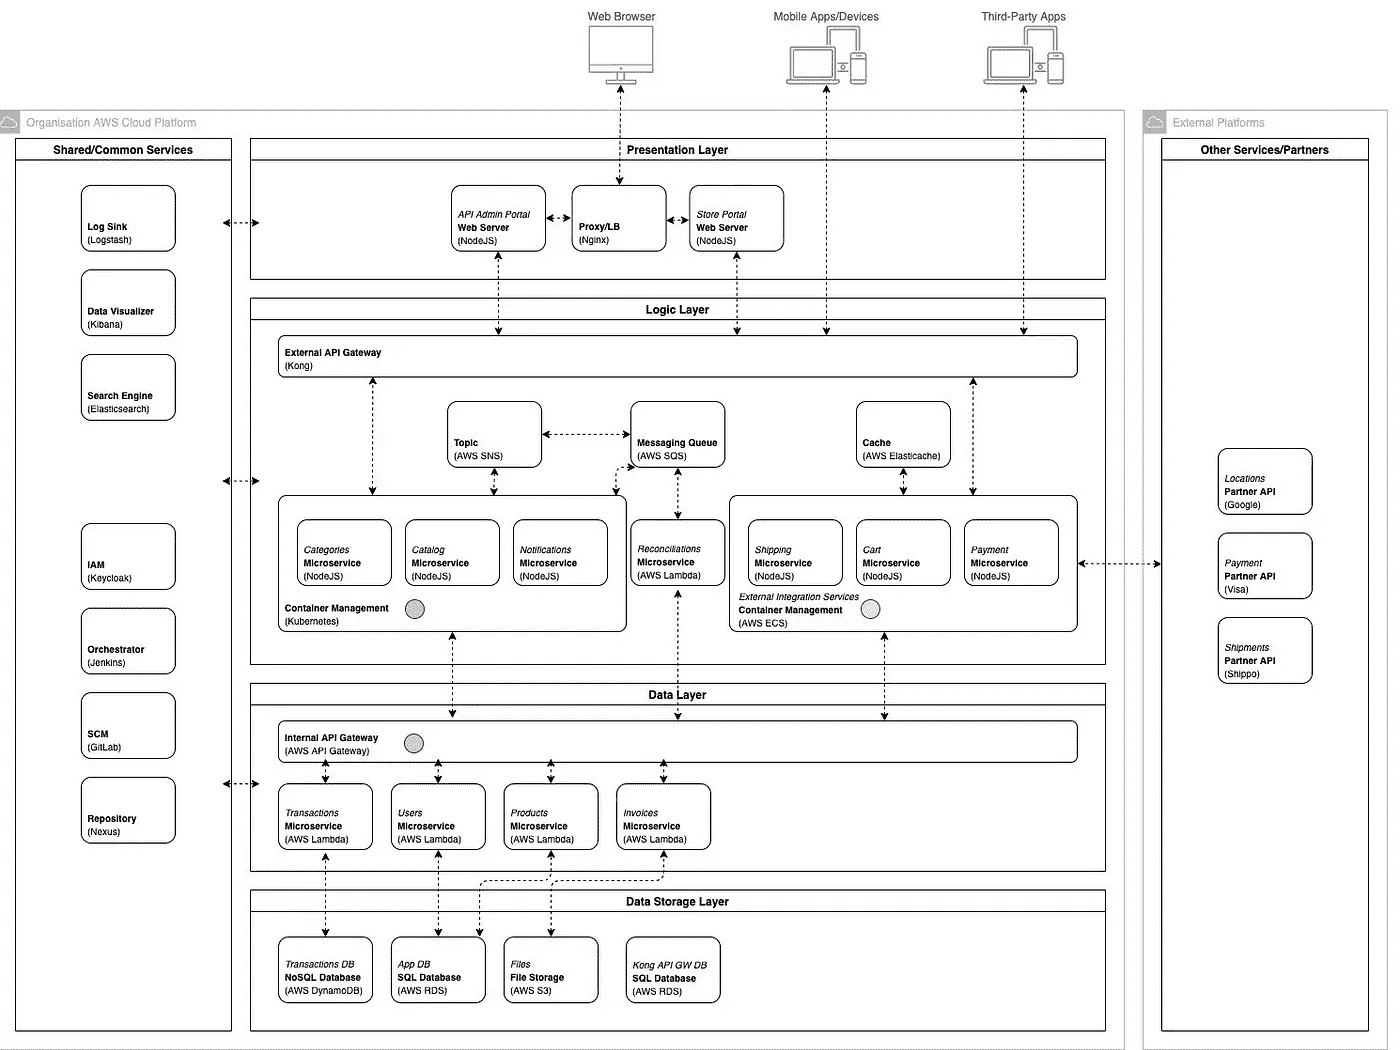 Web Browser
Mobile Apps/Devices
Third-Party Apps
Organisation AWS Cloud Platform
External Platforms
Shared/Common Services
Log Sink
(Logstash)
Data Visualizer
(Kibana)
Search Engine
(Elasticsearch)
IAM
(Keycloak)
Orchestrator
(Jenkins)
SCM
(GitLab)
Repository
(Nexus)
Presentation Layer
API Admin Portal
Web Server
(NodeJS)
Proxy/LB
(Nginx)
Store Portal
Web Server
(NodeJS)
Logic Layer
External API Gateway
(Kong)
Topic
(AWS SNS)
Messaging Queue
(AWS SQS)
Cache
(AWS Elasticache)
Categories
Microservice
(NodeJS)
Catalog
Microservice
(NodeJS)
Notifications
Microservice
(NodeJS)
Container Management
(Kubernetes)
Reconciliations
Microservice
(AWS Lambda)
Shipping
Microservice
(NodeJS)
Cart
Microservice
(NodeJS)
Payment
Microservice
(NodeJS)
External Integration Services
Container Management
(AWS ECS)
Data Layer
Internal API Gateway
(AWS API Gateway)
Transactions
Microservice
(AWS Lambda)
Users
Microservice
(AWS Lambda)
Products
Microservice
(AWS Lambda)
Invoices
Microservice
(AWS Lambda)
Data Storage Layer
Transactions DB
NoSQL Database
(AWS DynamoDB)
App DB
SQL Database
(AWS RDS)
Files
File Storage
(AWS S3)
Kong API GW DB
SQL Database
(AWS RDS)
Other Services/Partners
Locations
Partner API
(Google)
Payment
Partner API
(Visa)
Shipments
Partner API
(Shippo)